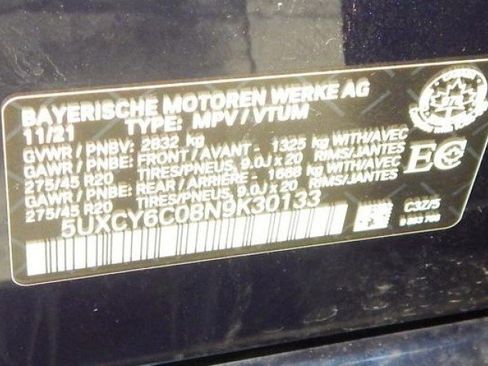 BAYERISCHE MOTOREN WERKE AG
11/21 TYPE: MPV/VTUM
GVWR/PNBV: 2832 kg
GAWR/PNBE: FRONT/AVANT - 1325 kg WITH/AVEC
275/45 R20 TIRES/PNEUS, 9.0J x 20 RIMS/JANTES
GAWR/PNBE: REAR/ARRIÈRE - 1668 kg WITH/AVEC
275/45 R20 TIRES/PNEUS, 9.0J x 20 RIMS/JANTES
5UXCY6C08N9K30133
EC
C3Z/5